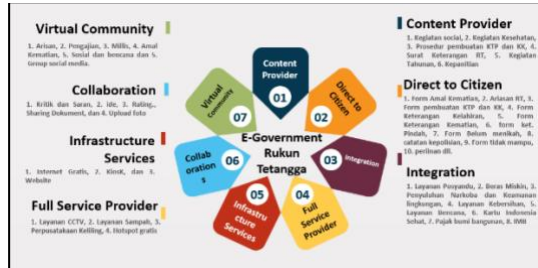 Virtual Community
1. Arisan, 2. Pengajian, 3. Millis, 4. Amal
Kematian, 5. Sosial dan bencana dan 5.
Group social media.
Collaboration
1. Kritik dan Saran, 2. ide, 3. Rating,
Sharing Dokument, dan 4. Upload foto
Infrastructure
Services
1. Internet Gratis, 2. KiosK, dan 3.
Website
Full Service Provider
1. Layanan CCTV, 2. Layanan Sampah, 3.
Perpustakaan Keliling, 4. Hotspot gratis
Content
Provider
01
Direct to
Citizen
02
Integration
03
Full
Service
Provider
04
Infrastru
cture
Services
05
Collab
oration
s
06
Virtual
Community
07
E-Government
Rukun
Tetangga
Content Provider
1. Kegiatan social, 2. Kegiatan Kesehatan,
3. Prosedur pembuatan KTP dan KK, 4.
Surat Keterangan RT, 5. Kegiatan
Tahunan, 6. Kepanitian
Direct to Citizen
1. Form Amal Kematian, 2. Ariasan RT, 3.
Form pembuatan KTP dan KK, 4. Form
Keterangan Kelahiran, 5. Form
Keterengan Kematian, 6. form ket.
Pindah, 7. Form Belum menikah, 8.
catatan kepolisian, 9. Form tidak mampu,
10. perijinan dll.
Integration
1. Layanan Posyandu, 2. Beras Miskin, 3.
Penyuluhan Narkoba dan Keamanan
lingkungan, 4. Layanan Kebersihan, 5.
Layanan Bencana, 6. Kartu Indonesia
Sehat, 7. Pajak bumi bangunan, 8. IMB